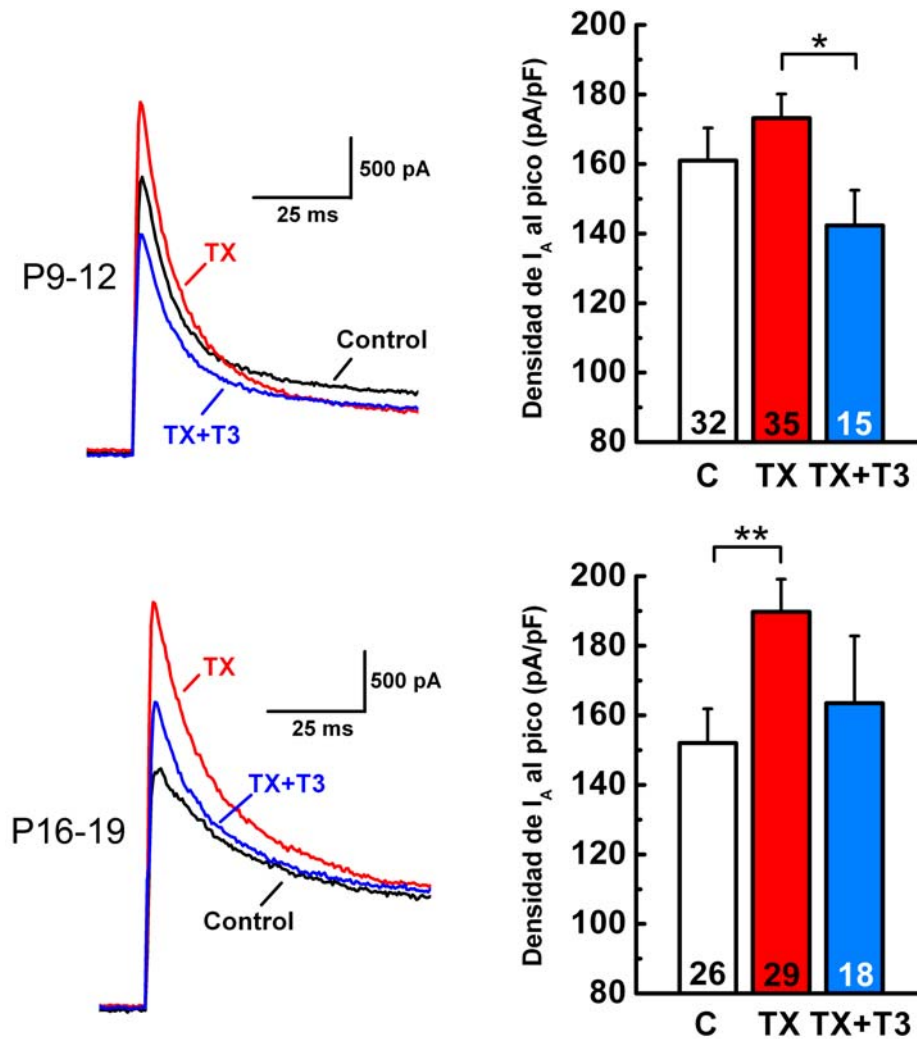 P9-12
TX
Control
TX+T3
500 pA
25 ms
Densidad de I_A al pico (pA/pF)
200
180
160
140
120
100
80
*
32
35
15
C
TX
TX+T3
P16-19
TX
TX+T3
Control
500 pA
25 ms
Densidad de I_A al pico (pA/pF)
200
180
160
140
120
100
80
**
26
29
18
C
TX
TX+T3